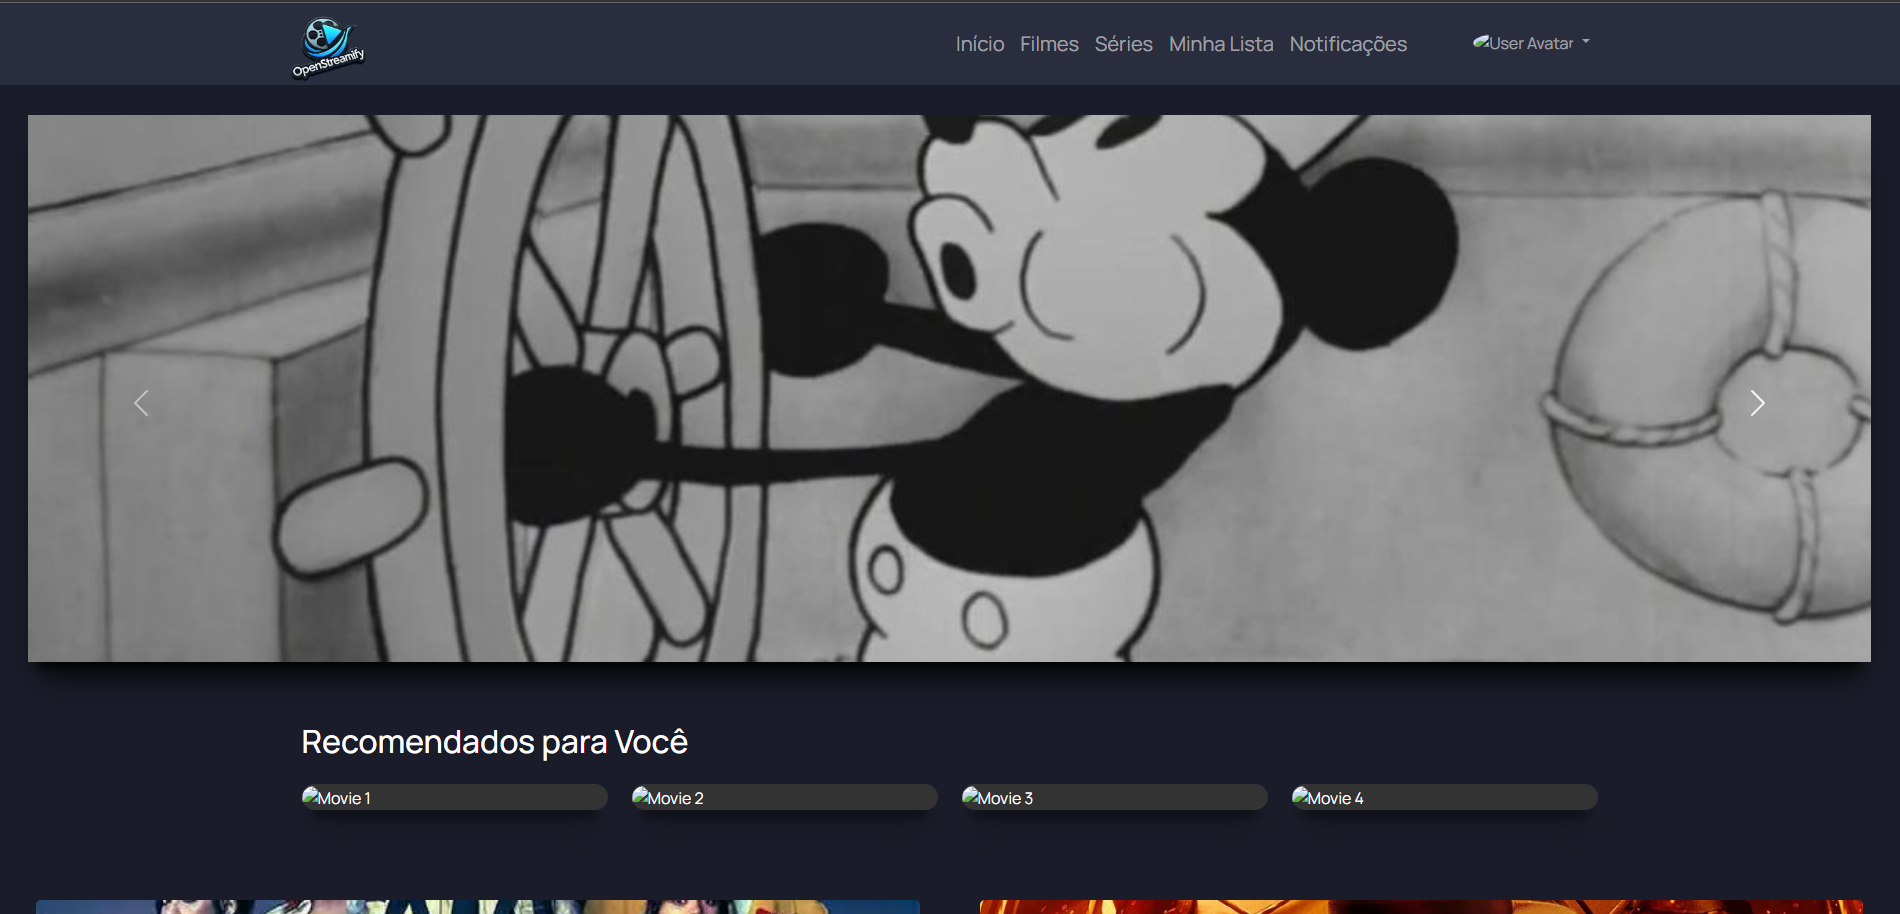 OpenStreamify
Início Filmes Séries Minha Lista Notificações User Avatar
Recomendados para Você
Movie 1 Movie 2 Movie 3 Movie 4